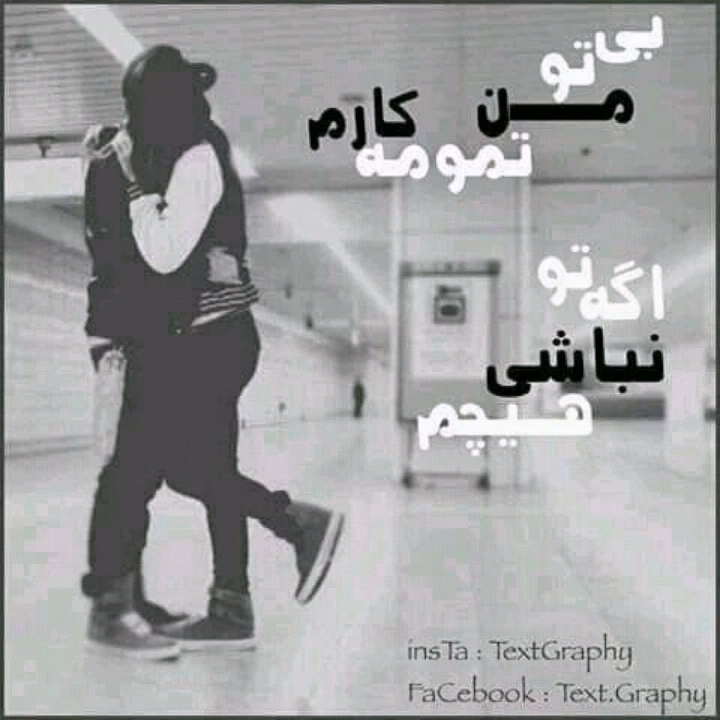 بی تو
من کارم
تمومه
اگه تو
نباشی
هیچم
insTa : TextGraphy
FaCebook : Text.Graphy